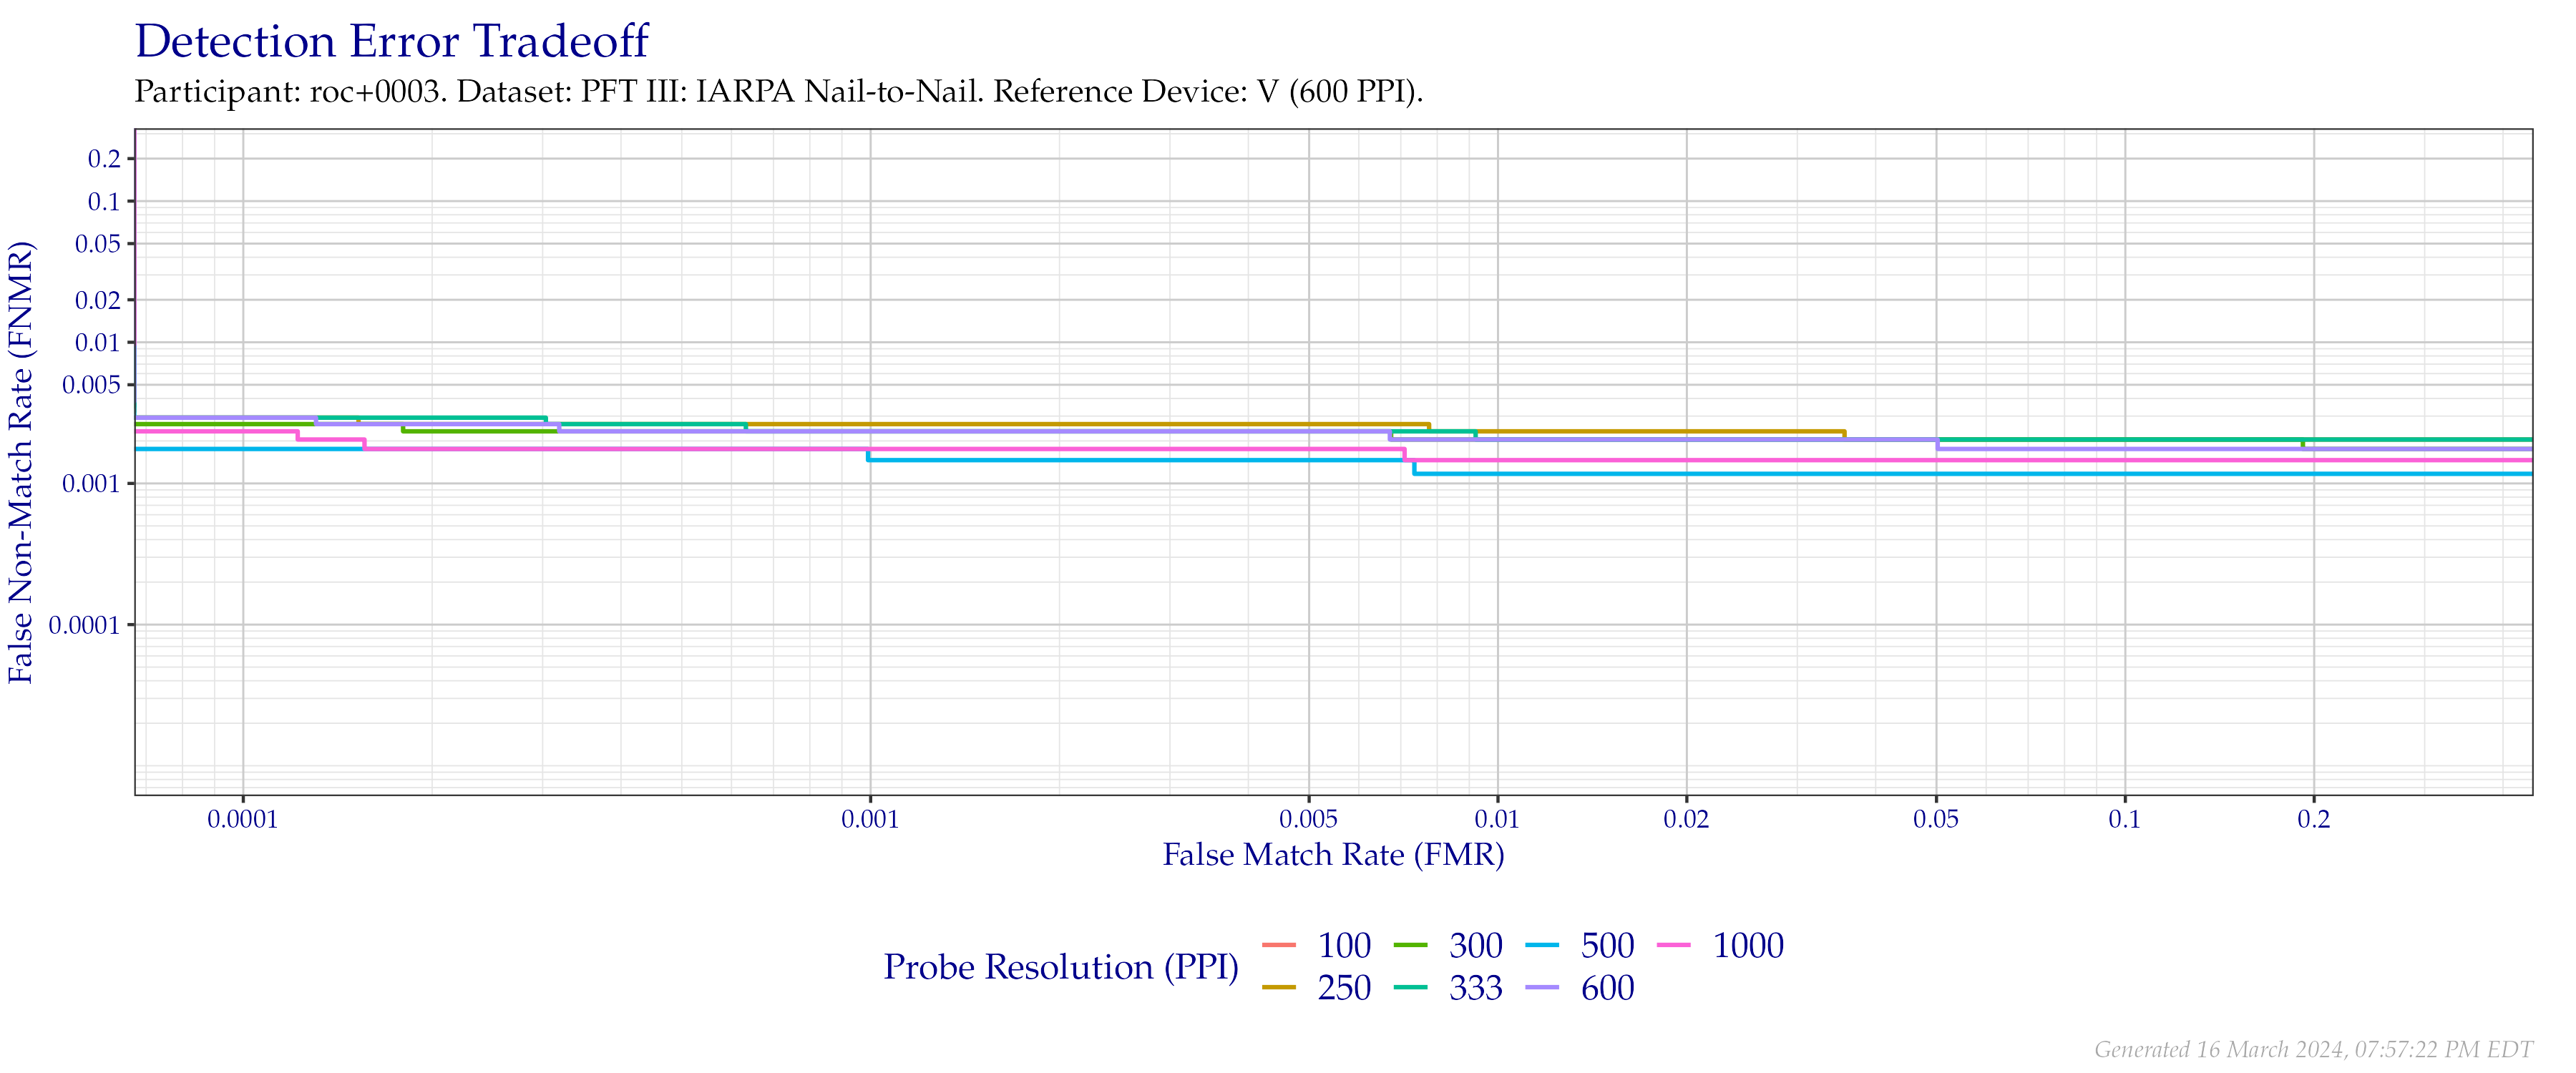 Detection Error Tradeoff
Participant: roc+0003. Dataset: PFT III: IARPA Nail-to-Nail. Reference Device: V (600 PPI).
False Non-Match Rate (FNMR)
0.2
0.1
0.05
0.02
0.01
0.005
0.001
0.0001
0.0001 0.001 0.005 0.01 0.02 0.05 0.1 0.2
False Match Rate (FMR)
Probe Resolution (PPI)
100 300 500 1000
250 333 600
Generated 16 March 2024, 07:57:22 PM EDT